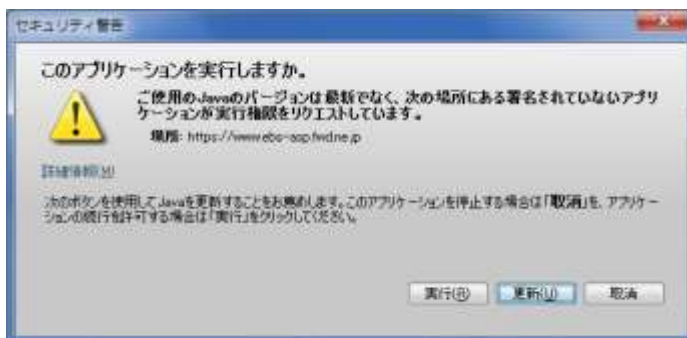 セキュリティ警告
このアプリケーションを実行しますか。
ご使用のJavaのバージョンは最新でなく、次の場所にある署名されていないアプリ
ケーションが実行権限をリクエストしています。
場所: https://www.ebs-asp.fwd.ne.jp
詳細情報(M)
次のボタンを使用してJavaを更新することをお薦めします。このアプリケーションを停止する場合は「取消」を、アプリケー
ションの続行を許可する場合は「実行」をクリックしてください。
実行(R) 更新(U) 取消